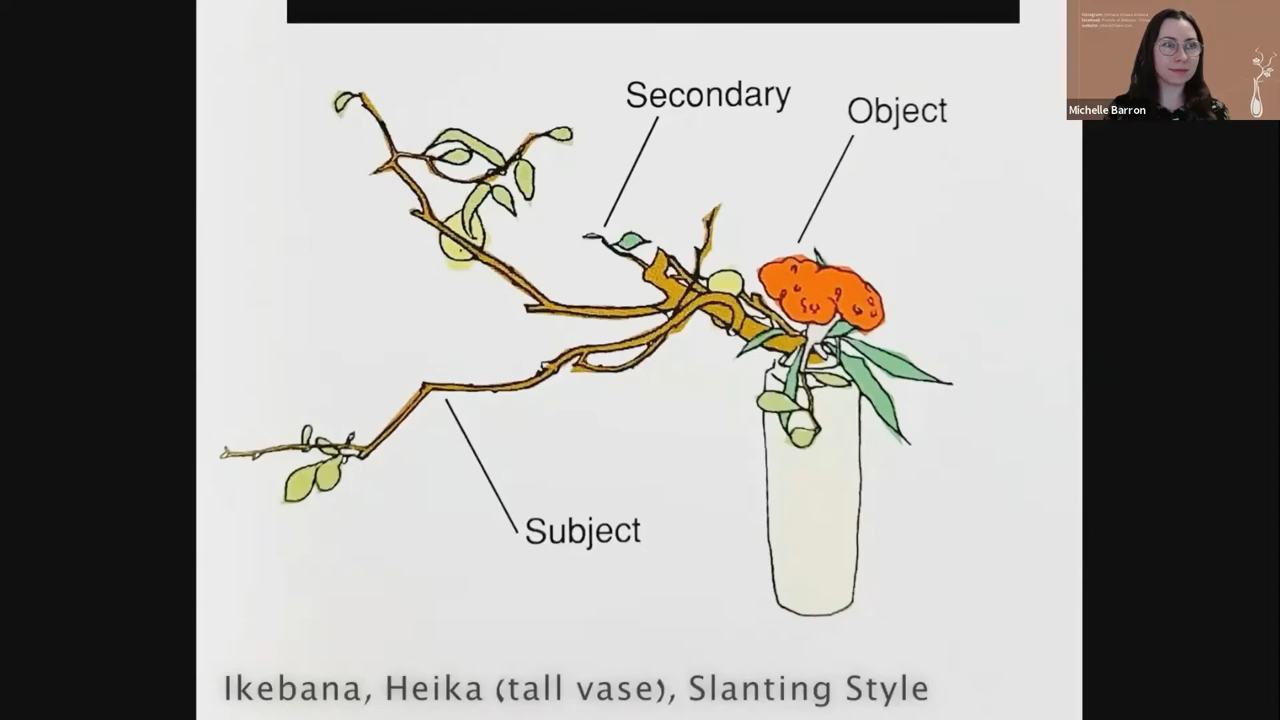 Secondary
Object
Subject
Ikebana, Heika (tall vase), Slanting Style
Michelle Barron